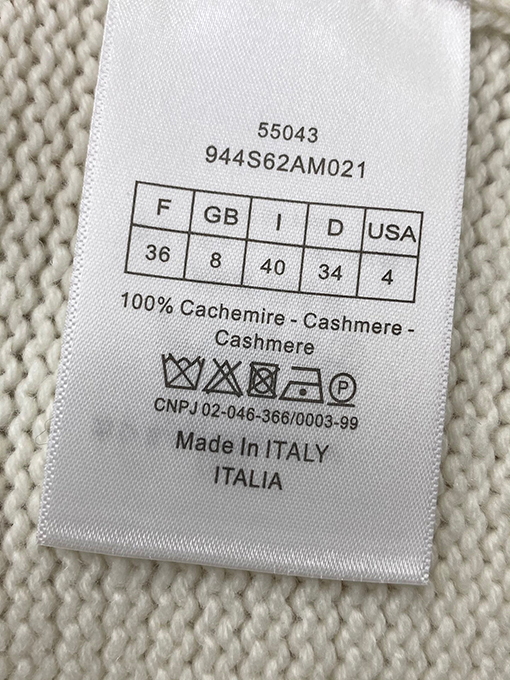 55043
944S62AM021
F GB I D USA
36 8 40 34 4
100% Cachemire - Cashmere -
Cashmere
P
CNPJ 02-046-366/0003-99
Made In ITALY
ITALIA